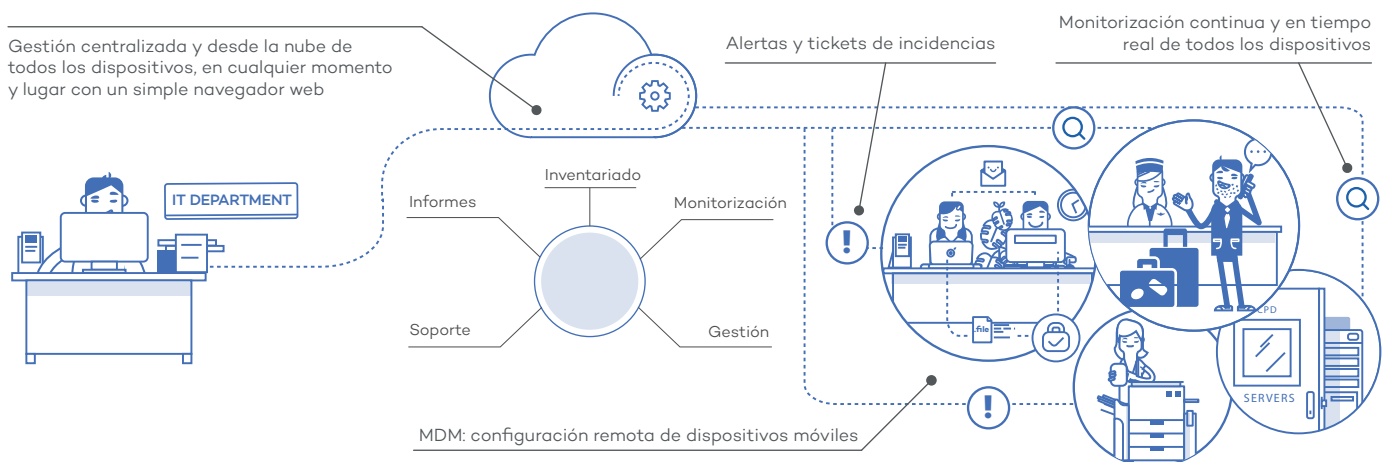 Gestión centralizada y desde la nube de
todos los dispositivos, en cualquier momento
y lugar con un simple navegador web
Alertas y tickets de incidencias
Monitorización continua y en tiempo
real de todos los dispositivos
IT DEPARTMENT
Inventariado
Informes
Monitorización
Soporte
Gestión
.file
CPD
SERVERS
MDM: configuración remota de dispositivos móviles